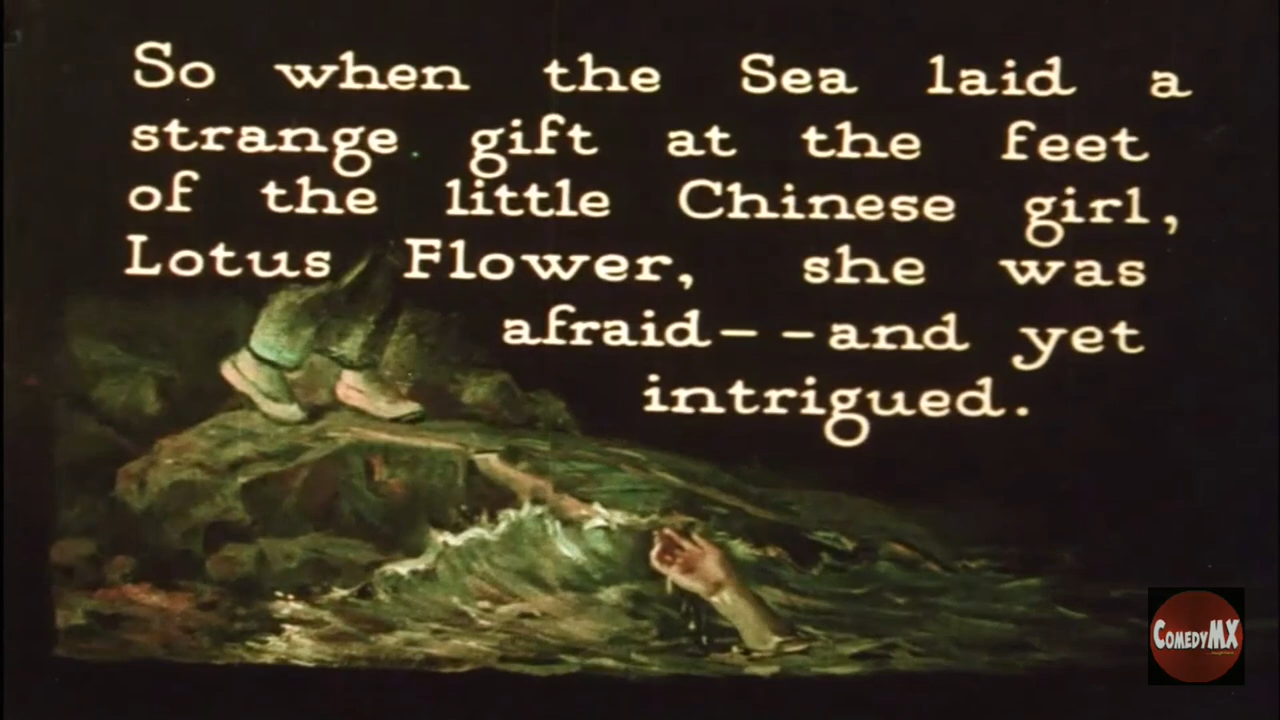 So when the Sea laid a
strange gift at the feet
of the little Chinese girl,
Lotus Flower, she was
afraid--and yet
intrigued.
COMEDYMX